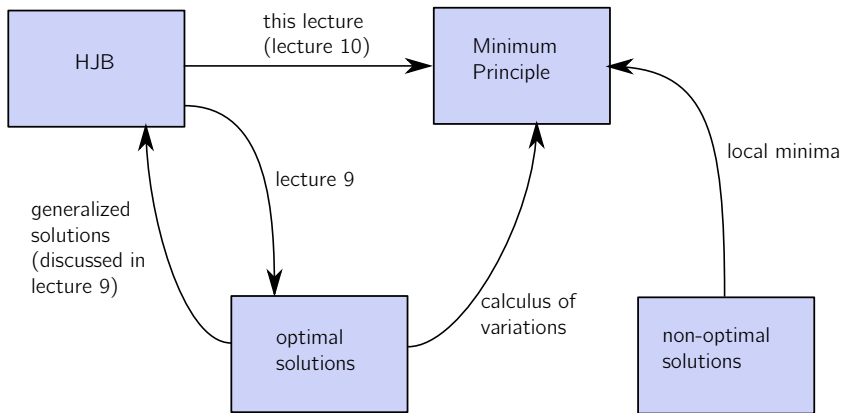 this lecture
(lecture 10)
HJB
Minimum
Principle
local minima
lecture 9
generalized
solutions
(discussed in
lecture 9)
calculus of
variations
optimal
solutions
non-optimal
solutions